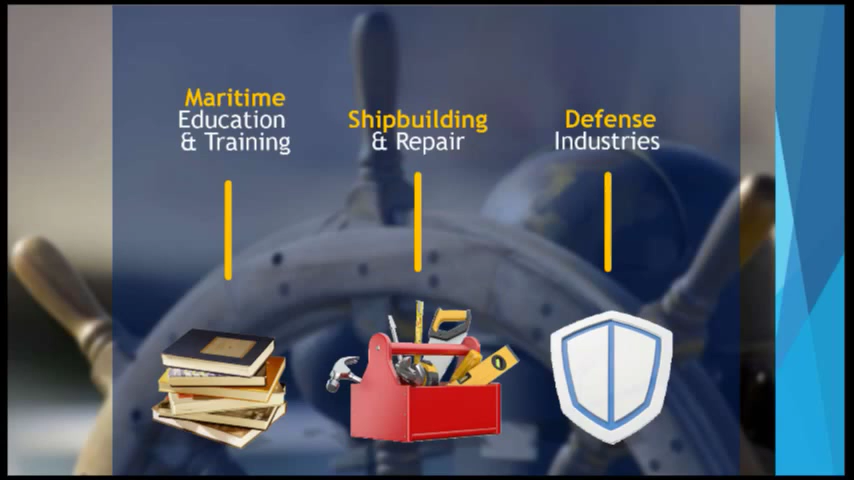 Maritime
Education
& Training
Shipbuilding
& Repair
Defense
Industries